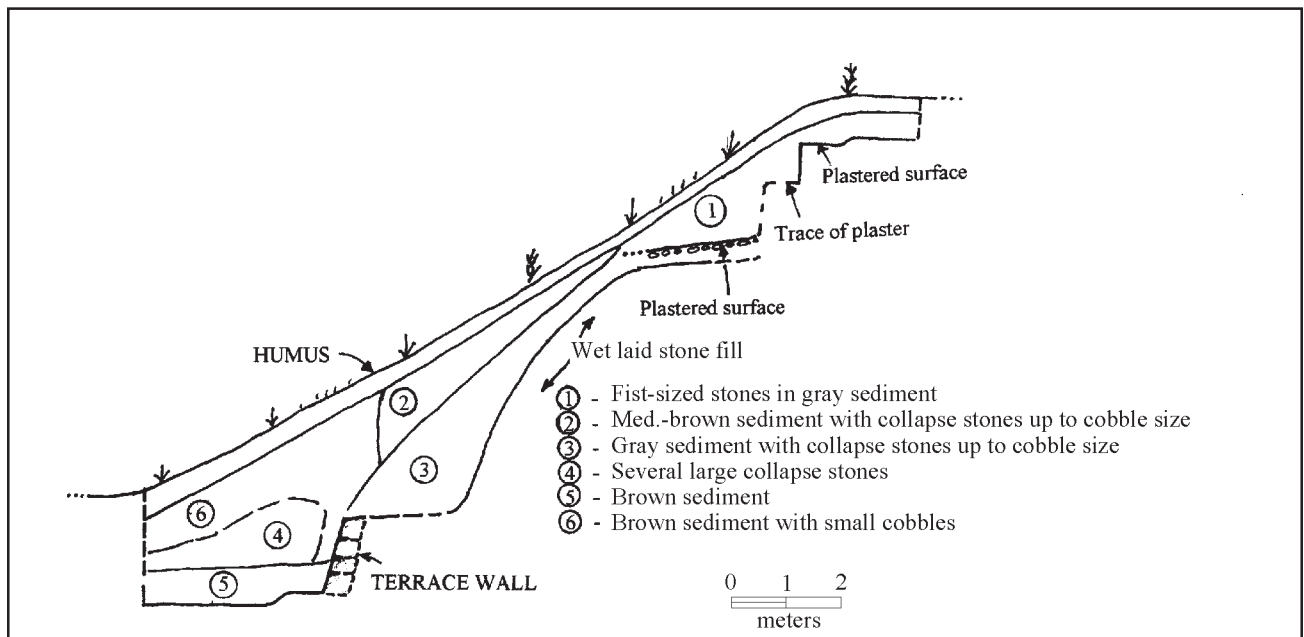 Plastered surface
Trace of plaster
①
Plastered surface
Wet laid stone fill
HUMUS
②
③
① - Fist-sized stones in gray sediment
② - Med.-brown sediment with collapse stones up to cobble size
③ - Gray sediment with collapse stones up to cobble size
④ - Several large collapse stones
⑤ - Brown sediment
⑥ - Brown sediment with small cobbles
⑥
④
⑤
TERRACE WALL
0 1 2
meters